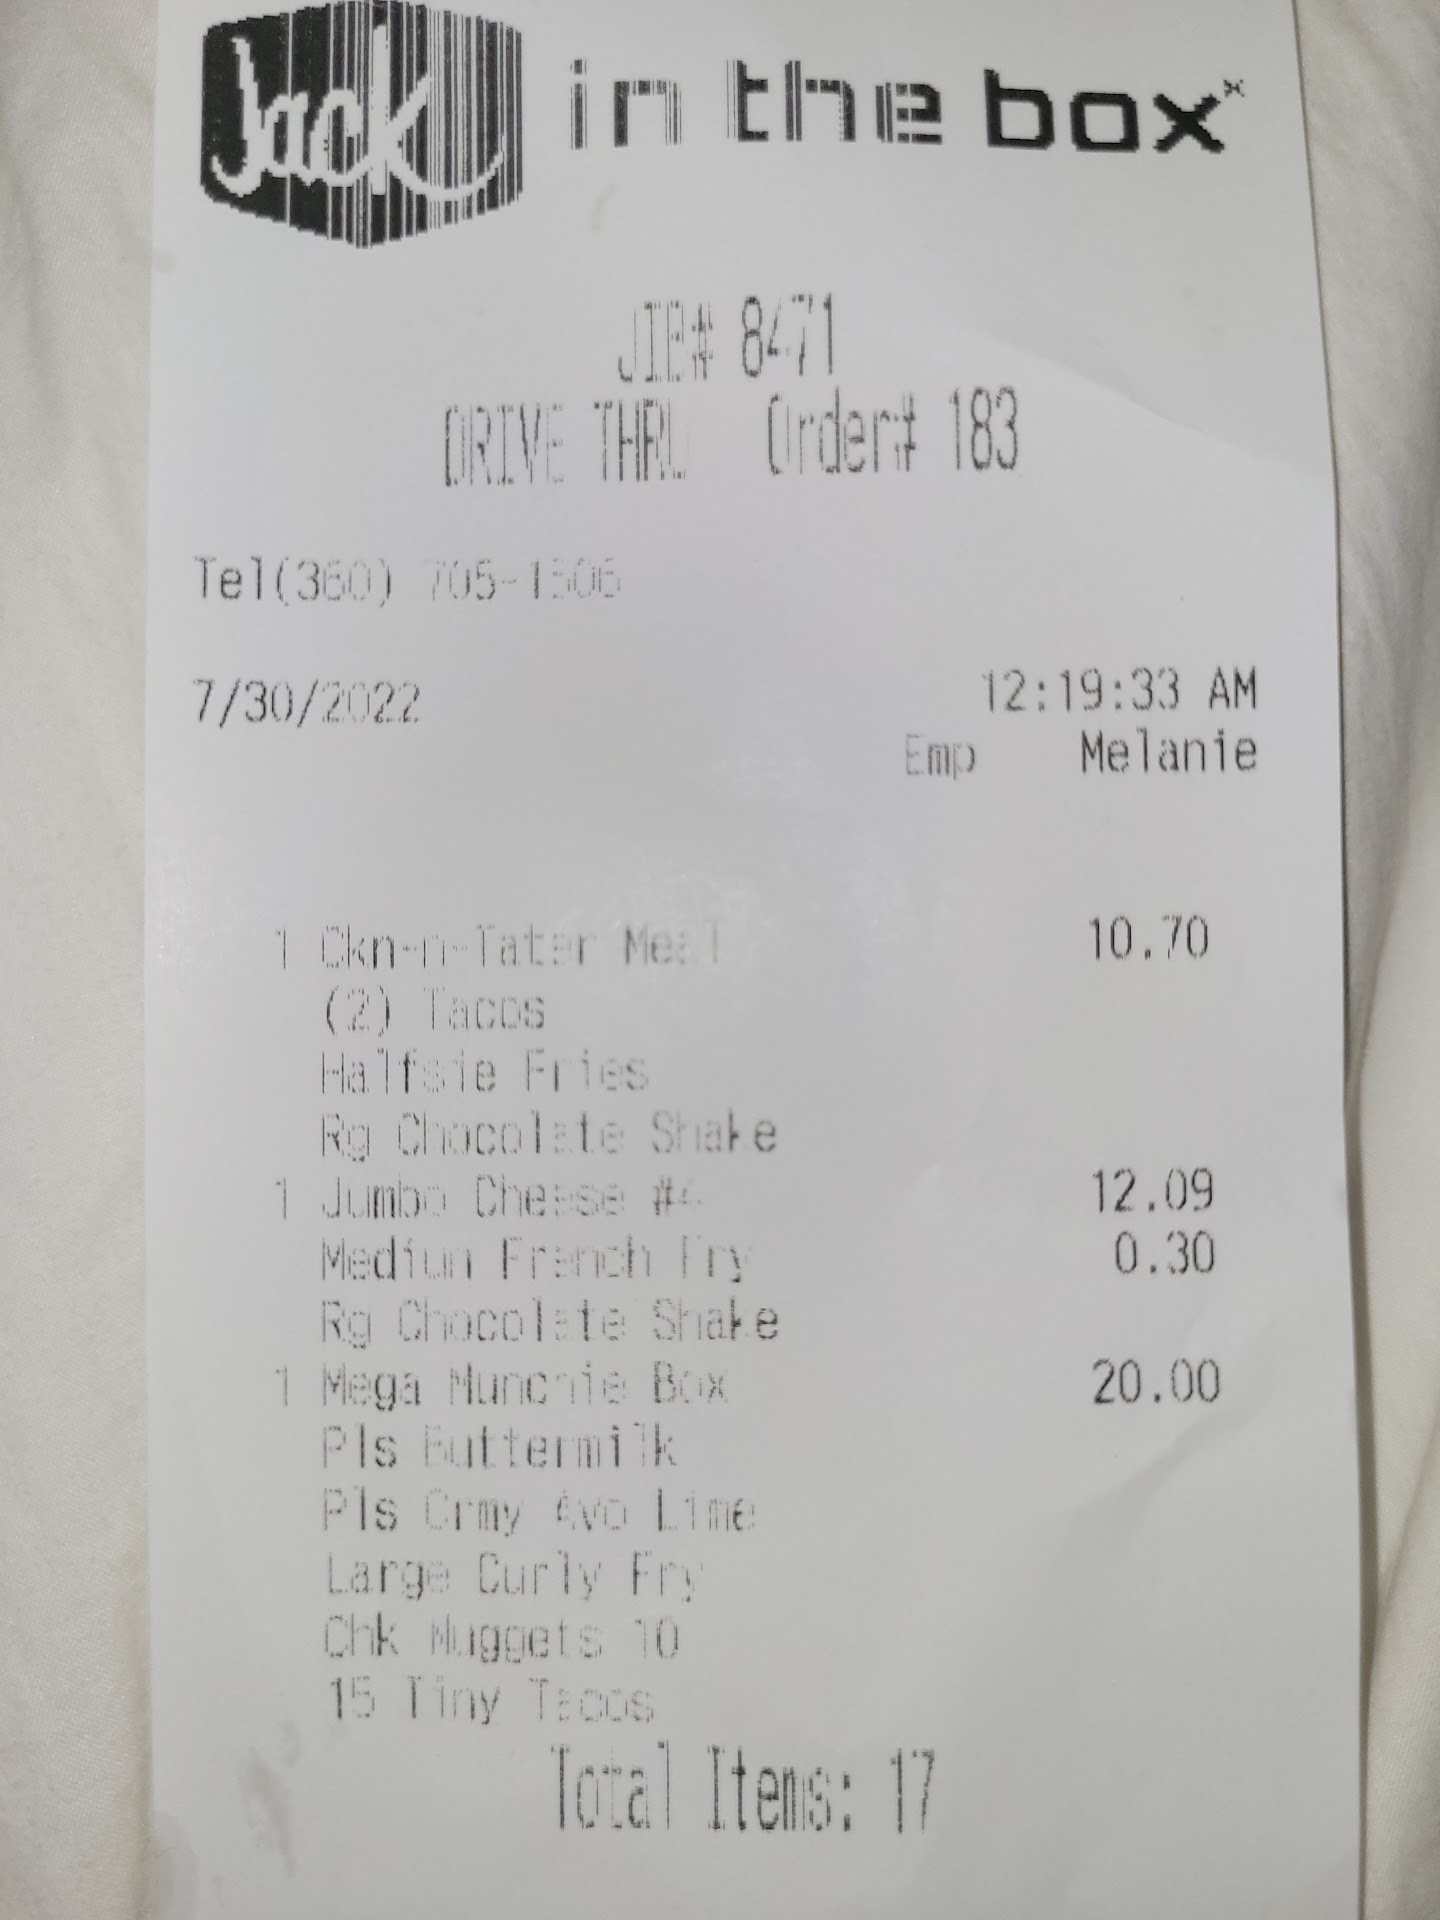 Jack in the box
JIB# 8471
DRIVE THRU Order# 183
Tel(360) 705-1506
7/30/2022 12:19:33 AM
Emp Melanie
1 Ckn-n-Tater Meal 10.70
(2) Tacos
Halfsie Fries
Rg Chocolate Shake
1 Jumbo Cheese #4 12.09
Medium French Fry 0.30
Rg Chocolate Shake
1 Mega Munchie Box 20.00
Pls Buttermilk
Pls Crmy Avo Lime
Large Curly Fry
Chk Nuggets 10
15 Tiny Tacos
Total Items: 17